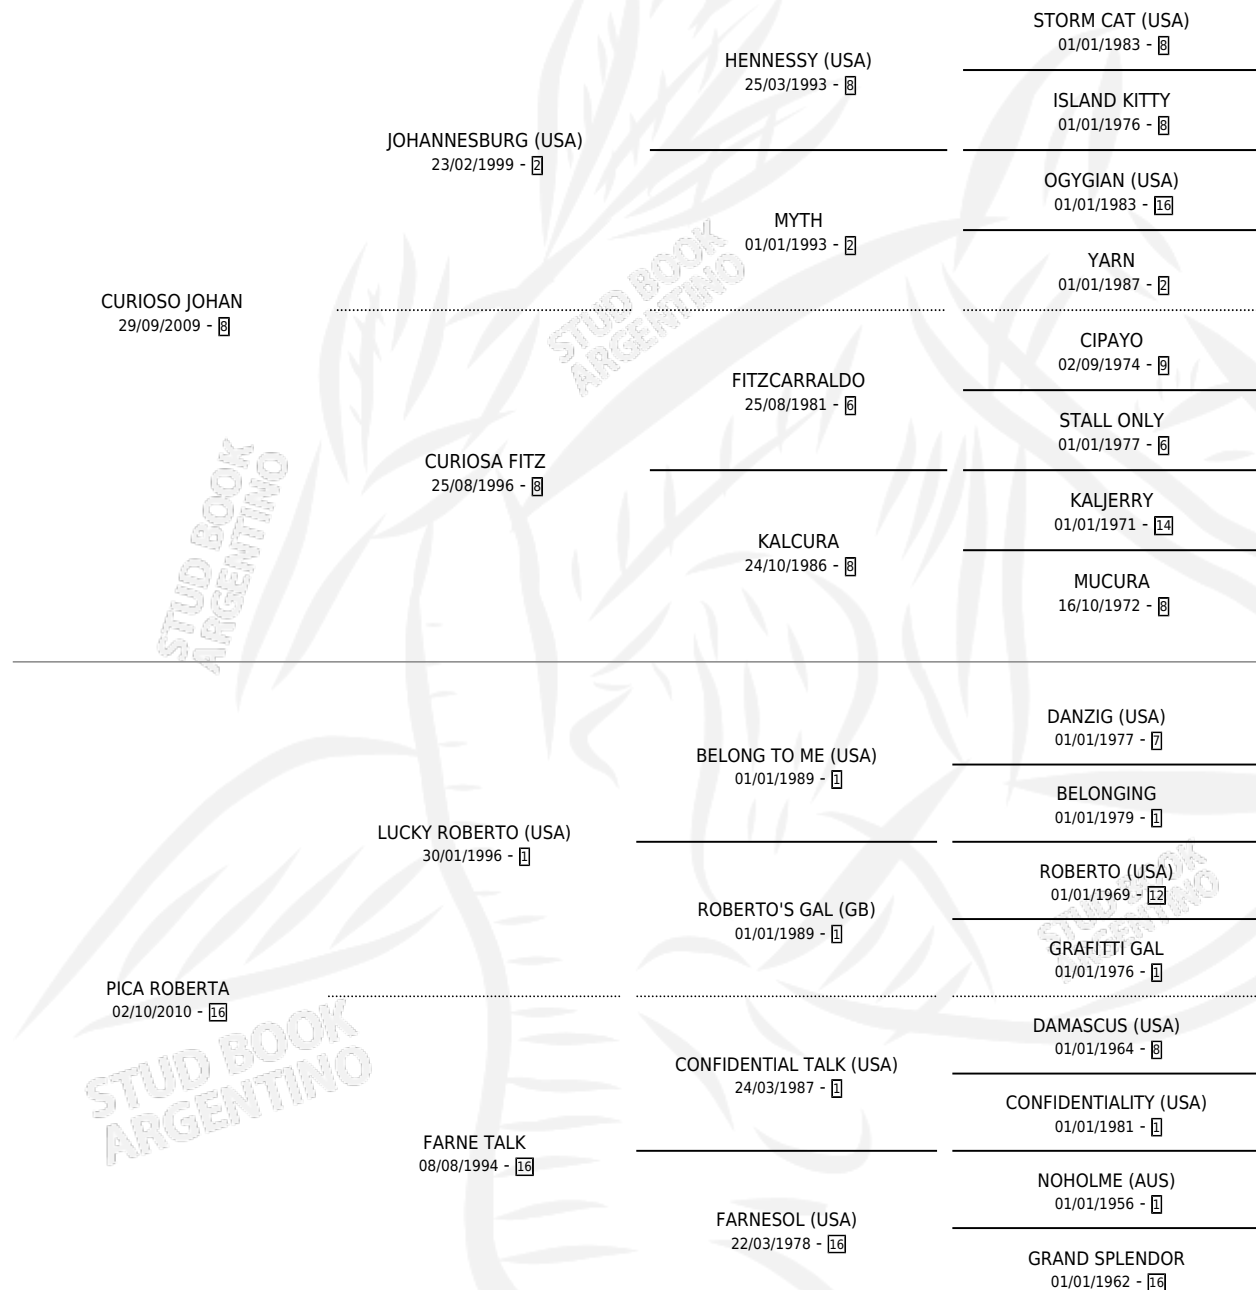 STORM CAT (USA)
01/01/1983 - 8
HENNESSY (USA)
25/03/1993 - 8
ISLAND KITTY
01/01/1976 - 8
JOHANNESBURG (USA)
23/02/1999 - 2
OGYGIAN (USA)
01/01/1983 - 16
MYTH
01/01/1993 - 2
YARN
01/01/1987 - 2
CURIOSO JOHAN
29/09/2009 - 8
CIPAYO
02/09/1974 - 9
FITZCARRALDO
25/08/1981 - 6
STALL ONLY
01/01/1977 - 6
CURIOSA FITZ
25/08/1996 - 8
KALJERRY
01/01/1971 - 14
KALCURA
24/10/1986 - 8
MUCURA
16/10/1972 - 8
DANZIG (USA)
01/01/1977 - 7
BELONG TO ME (USA)
01/01/1989 - 1
BELONGING
01/01/1979 - 1
LUCKY ROBERTO (USA)
30/01/1996 - 1
ROBERTO (USA)
01/01/1969 - 12
ROBERTO'S GAL (GB)
01/01/1989 - 1
GRAFITTI GAL
01/01/1976 - 1
PICA ROBERTA
02/10/2010 - 16
DAMASCUS (USA)
01/01/1964 - 8
CONFIDENTIAL TALK (USA)
24/03/1987 - 1
CONFIDENTIALITY (USA)
01/01/1981 - 1
FARNE TALK
08/08/1994 - 16
NOHOLME (AUS)
01/01/1956 - 1
FARNESOL (USA)
22/03/1978 - 16
GRAND SPLENDOR
01/01/1962 - 16
STUD BOOK
ARGENTINO
STUD BOOK
ARGENTINO
STUD BOOK
ARGENTINO
STUD BOOK
ARGENTINO